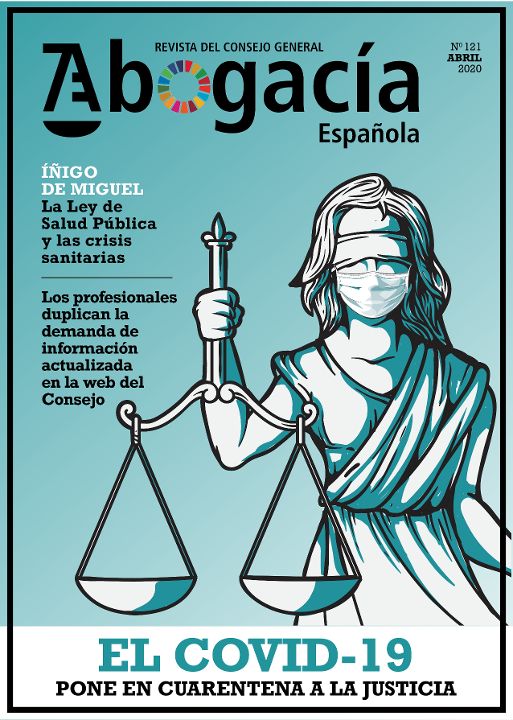 REVISTA DEL CONSEJO GENERAL
Abogacía
Española
Nº 121
ABRIL
2020
ÍÑIGO
DE MIGUEL
La Ley de
Salud Pública
y las crisis
sanitarias
Los profesionales
duplican la
demanda de
información
actualizada
en la web del
Consejo
EL COVID-19
PONE EN CUARENTENA A LA JUSTICIA